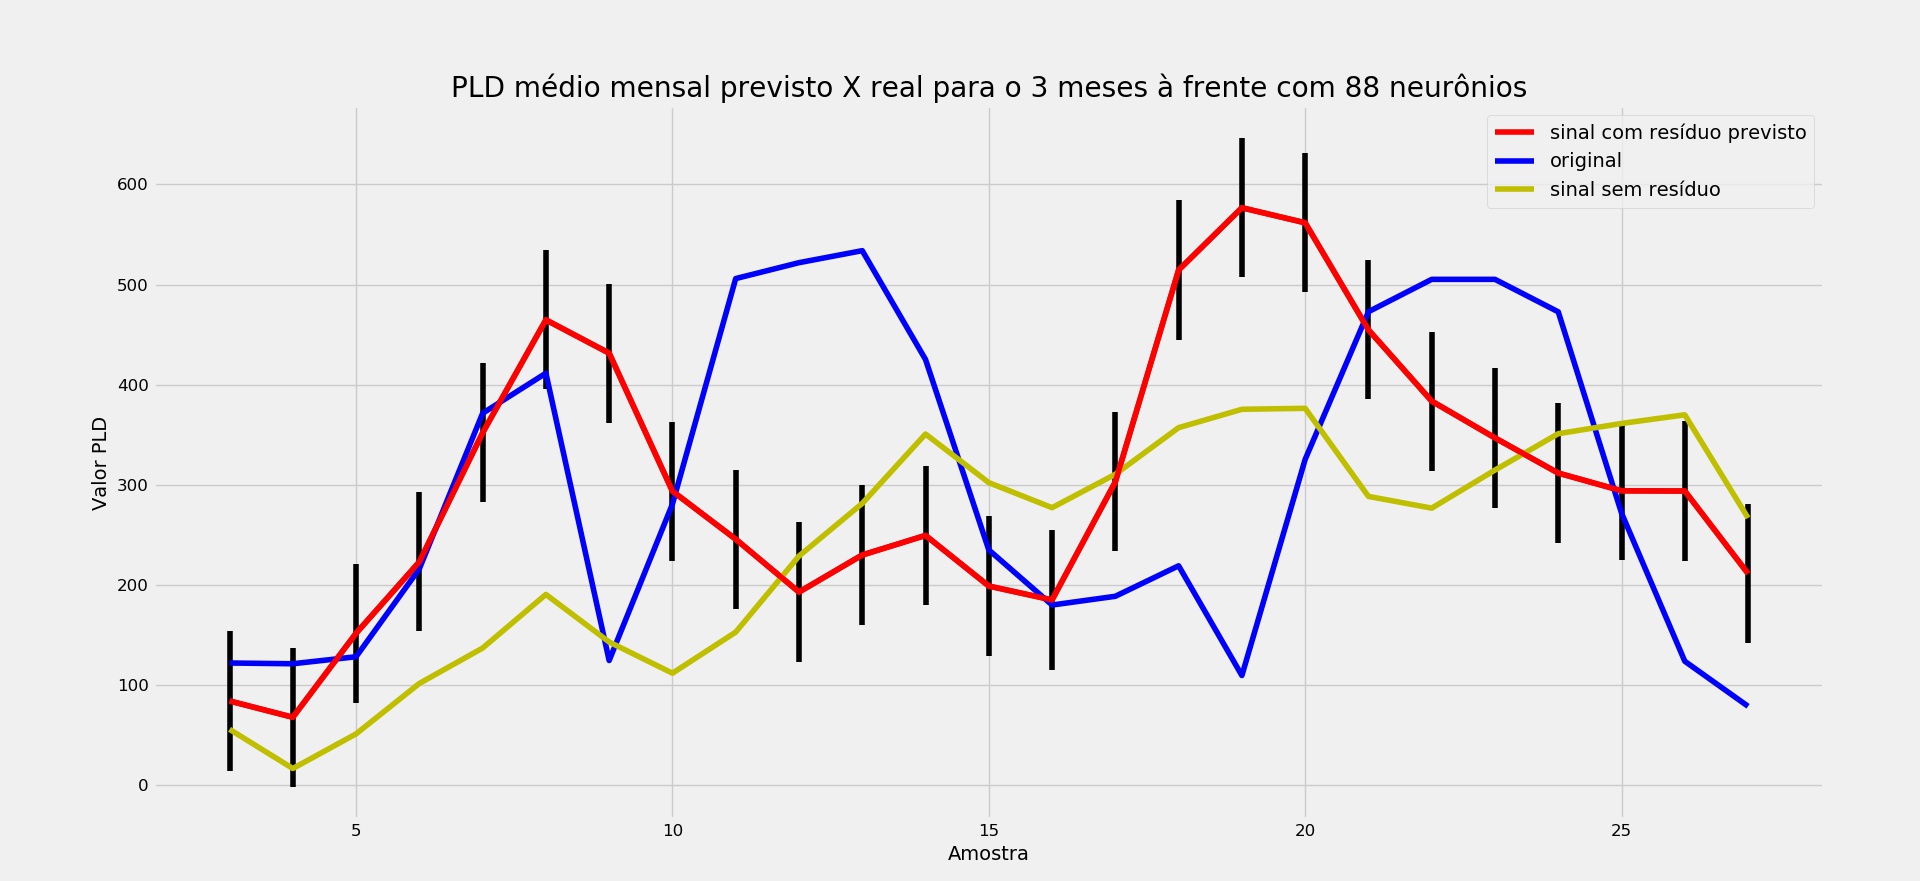 PLD médio mensal previsto X real para o 3 meses à frente com 88 neurônios
sinal com resíduo previsto
original
sinal sem resíduo
Valor PLD
600
500
400
300
200
100
0
5
10
15
20
25
Amostra